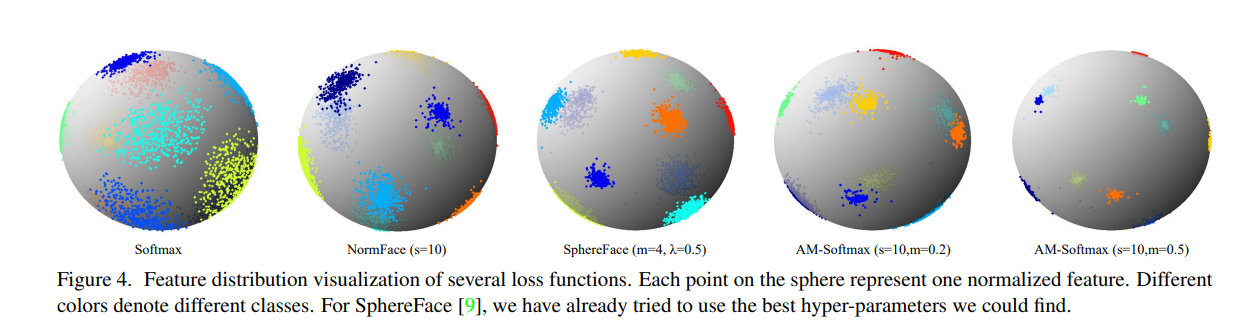 Softmax
NormFace (s=10)
SphereFace (m=4, λ=0.5)
AM-Softmax (s=10,m=0.2)
AM-Softmax (s=10,m=0.5)
Figure 4. Feature distribution visualization of several loss functions. Each point on the sphere represent one normalized feature. Different
colors denote different classes. For SphereFace [9], we have already tried to use the best hyper-parameters we could find.